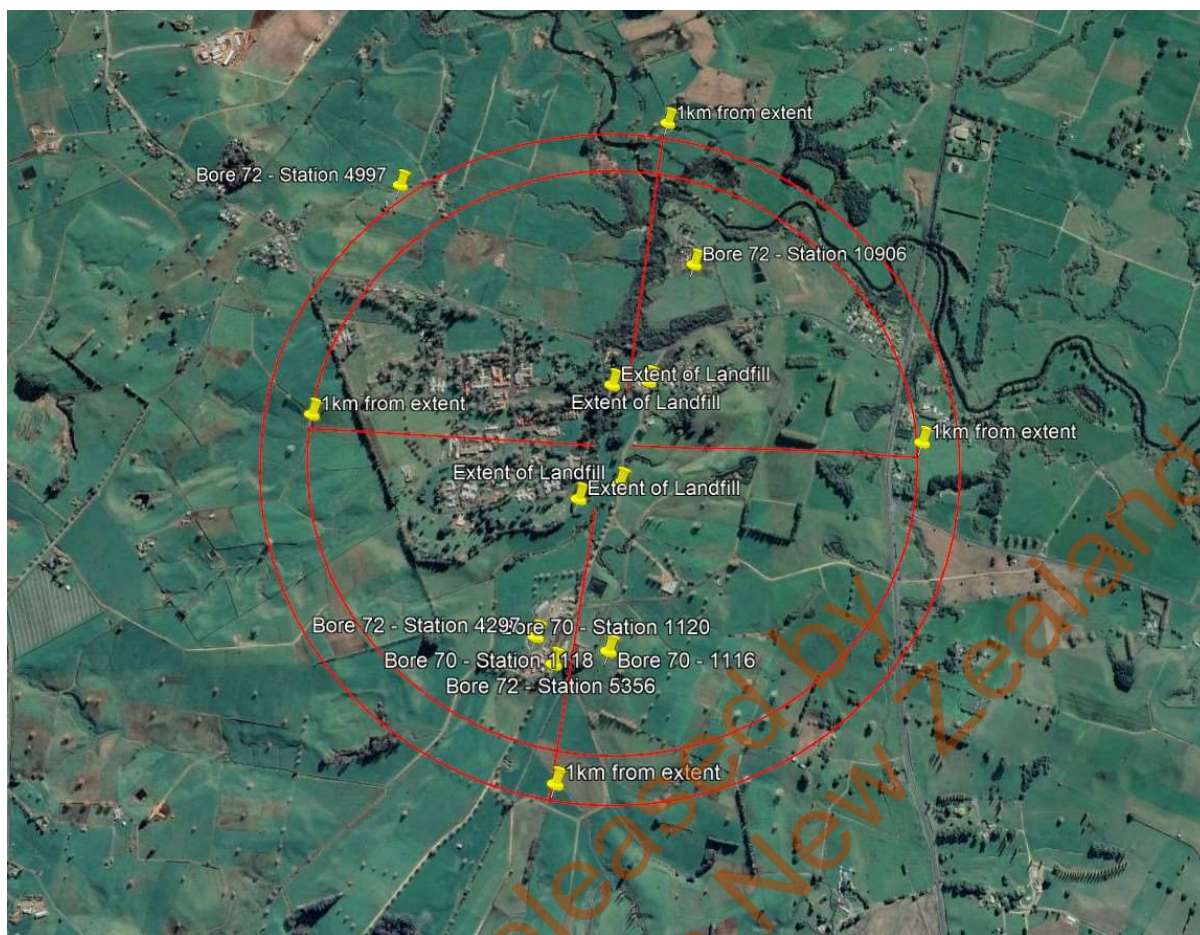 1km from extent
Bore 72 - Station 4997
Bore 72 - Station 10906
Extent of Landfill
Extent of Landfill
1km from extent
1km from extent
Extent of Landfill
Extent of Landfill
Bore 72 - Station 4297
Bore 70 - Station 1120
Bore 70 - Station 1118
Bore 70 - 1116
Bore 72 - Station 5356
1km from extent
eleased by
New Zealand